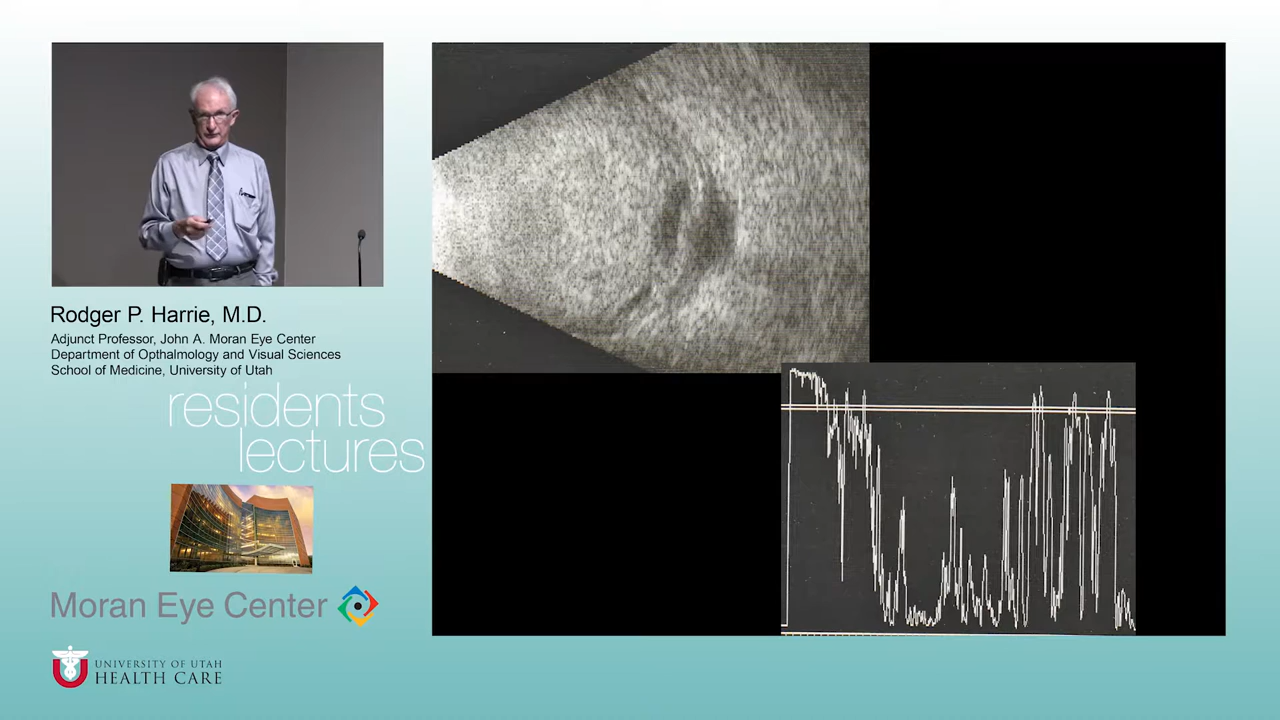 Rodger P. Harrie, M.D.
Adjunct Professor, John A. Moran Eye Center
Department of Opthalmology and Visual Sciences
School of Medicine, University of Utah
residents
lectures
Moran Eye Center
UNIVERSITY OF UTAH
HEALTH CARE